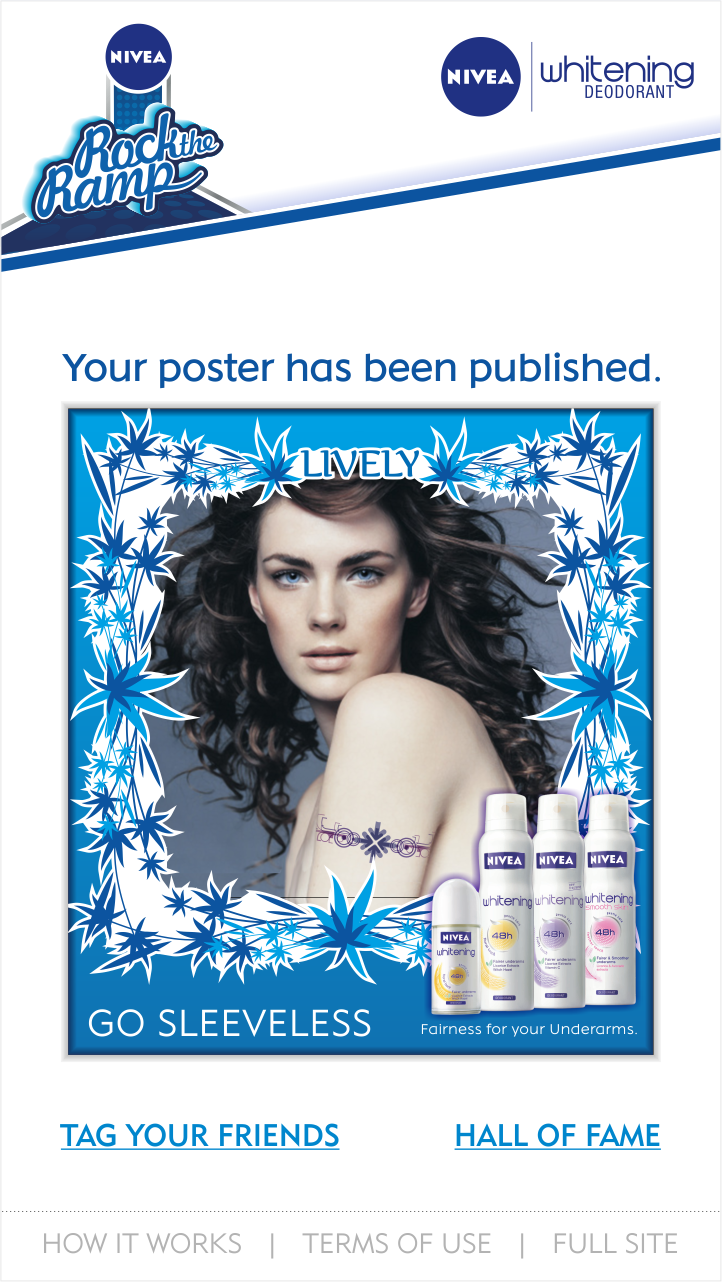 NIVEA
Rock the
Ramp
NIVEA
whitening
DEODORANT
Your poster has been published.
LIVELY
NIVEA
NIVEA
NIVEA
whitening
whitening
whitening
48h
48h
48h
NIVEA
whitening
48h
GO SLEEVELESS
Fairness for your Underarms.
TAG YOUR FRIENDS
HALL OF FAME
HOW IT WORKS | TERMS OF USE | FULL SITE